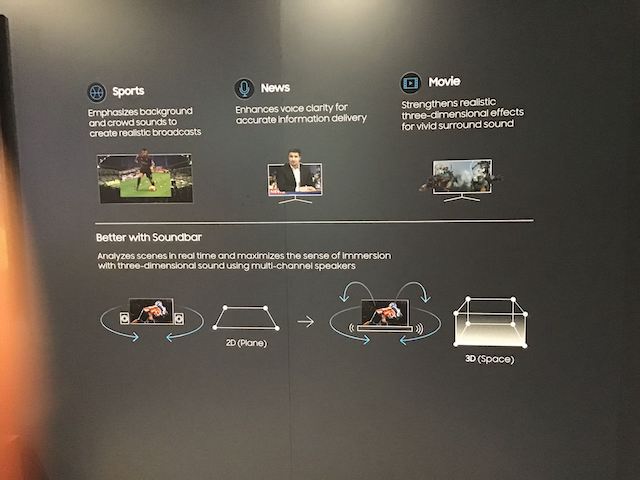 Sports
Emphasizes background
and crowd sounds to
create realistic broadcasts
News
Enhances voice clarity for
accurate information delivery
Movie
Strengthens realistic
three-dimensional effects
for vivid surround sound
Better with Soundbar
Analyzes scenes in real time and maximizes the sense of immersion
with three-dimensional sound using multi-channel speakers
2D (Plane)
3D (Space)